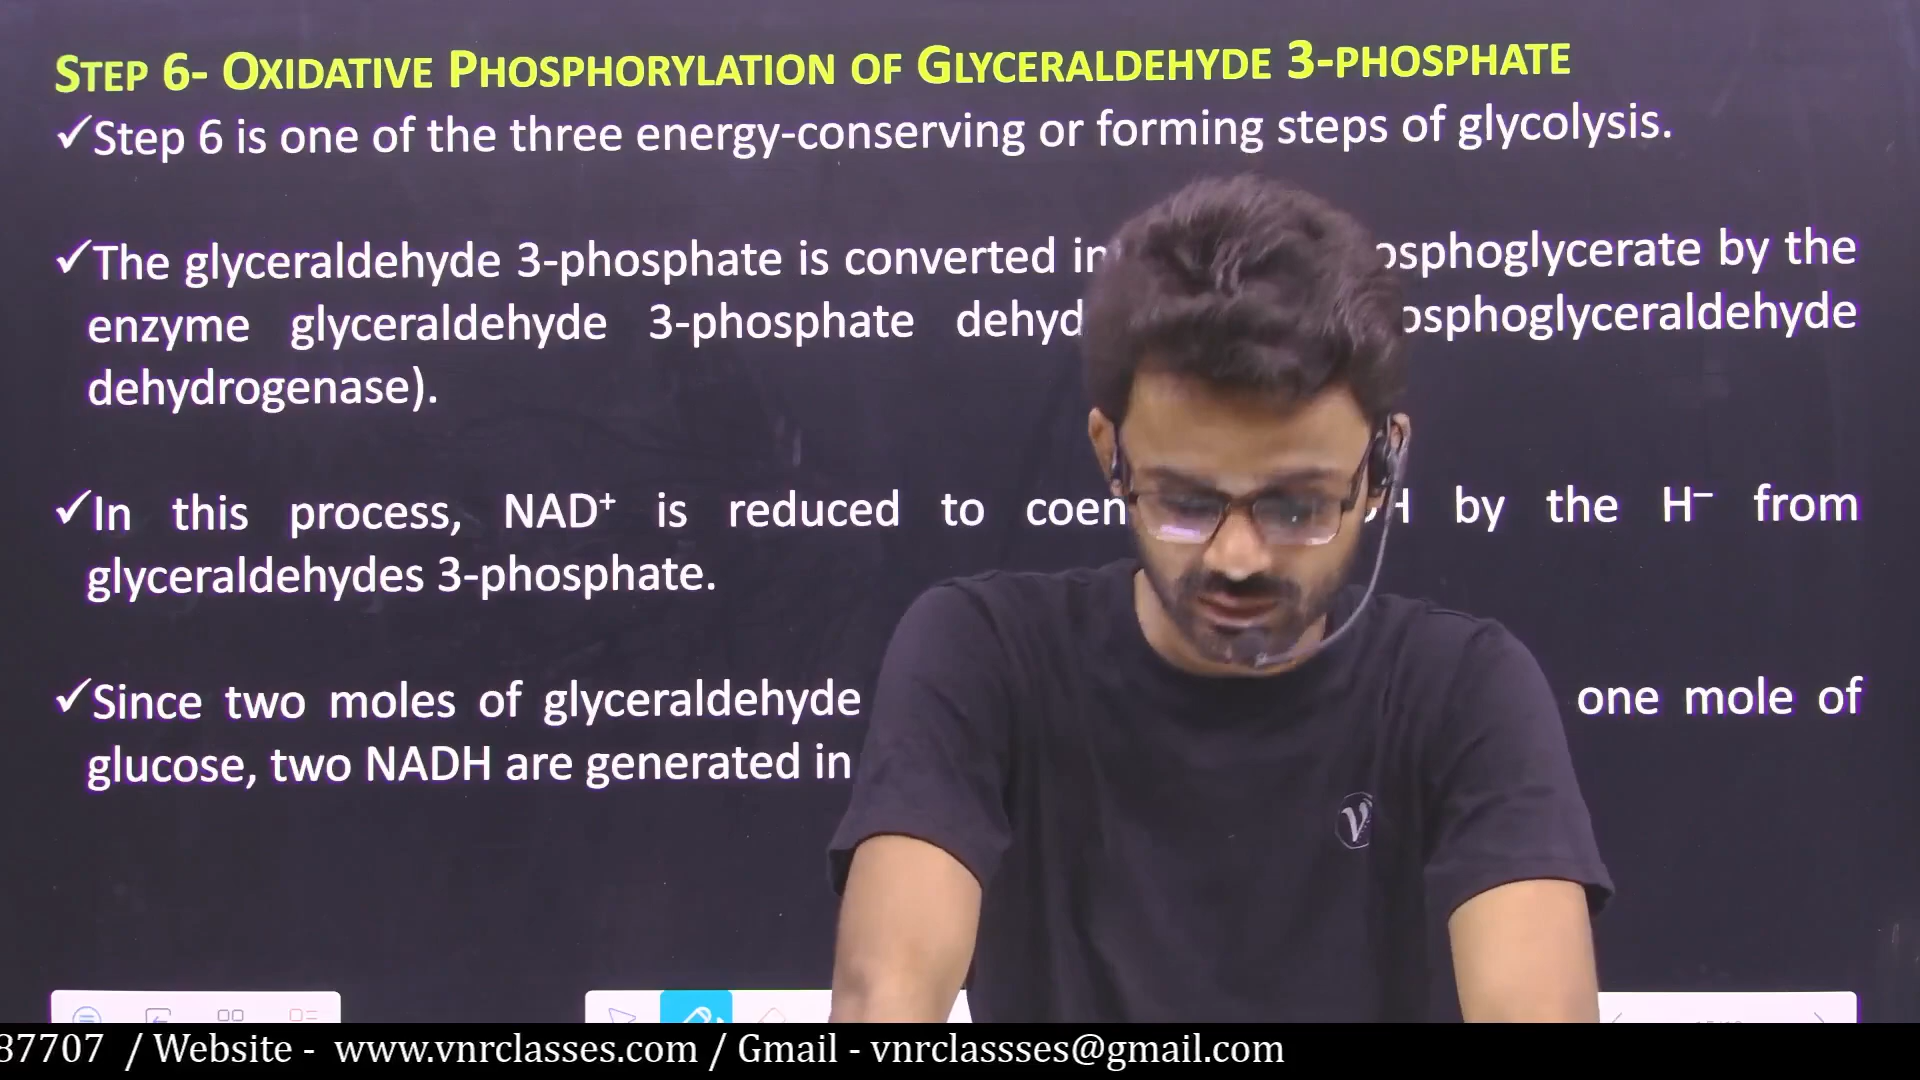 STEP 6- OXIDATIVE PHOSPHORYLATION OF GLYCERALDEHYDE 3-PHOSPHATE
✓Step 6 is one of the three energy-conserving or forming steps of glycolysis.
✓The glyceraldehyde 3-phosphate is converted in osphoglycerate by the
enzyme glyceraldehyde 3-phosphate dehyd osphoglyceraldehyde
dehydrogenase).
✓In this process, NAD⁺ is reduced to coen H by the H⁻ from
glyceraldehydes 3-phosphate.
✓Since two moles of glyceraldehyde one mole of
glucose, two NADH are generated in
V
87707 / Website - www.vnrclasses.com / Gmail - vnrclassses@gmail.com